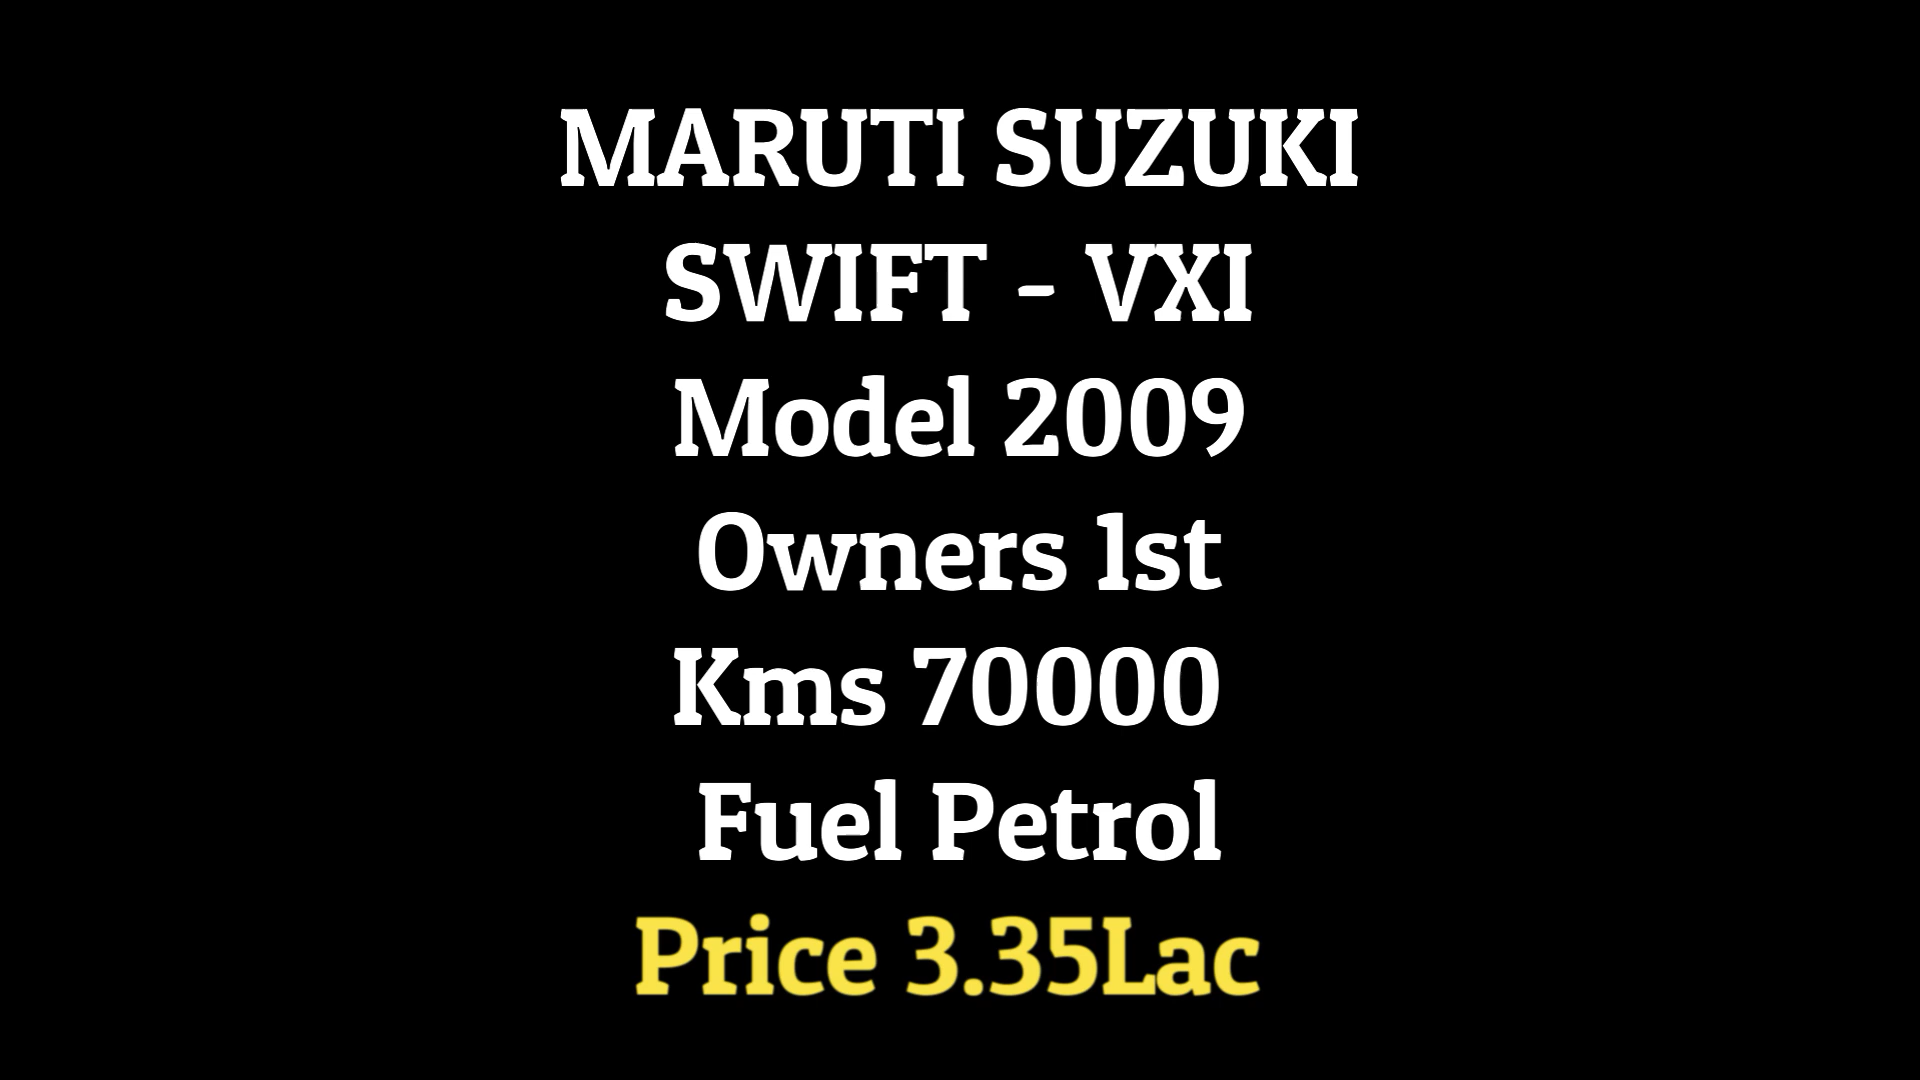 MARUTI SUZUKI
SWIFT - VXI
Model 2009
Owners 1st
Kms 70000
Fuel Petrol
Price 3.35Lac